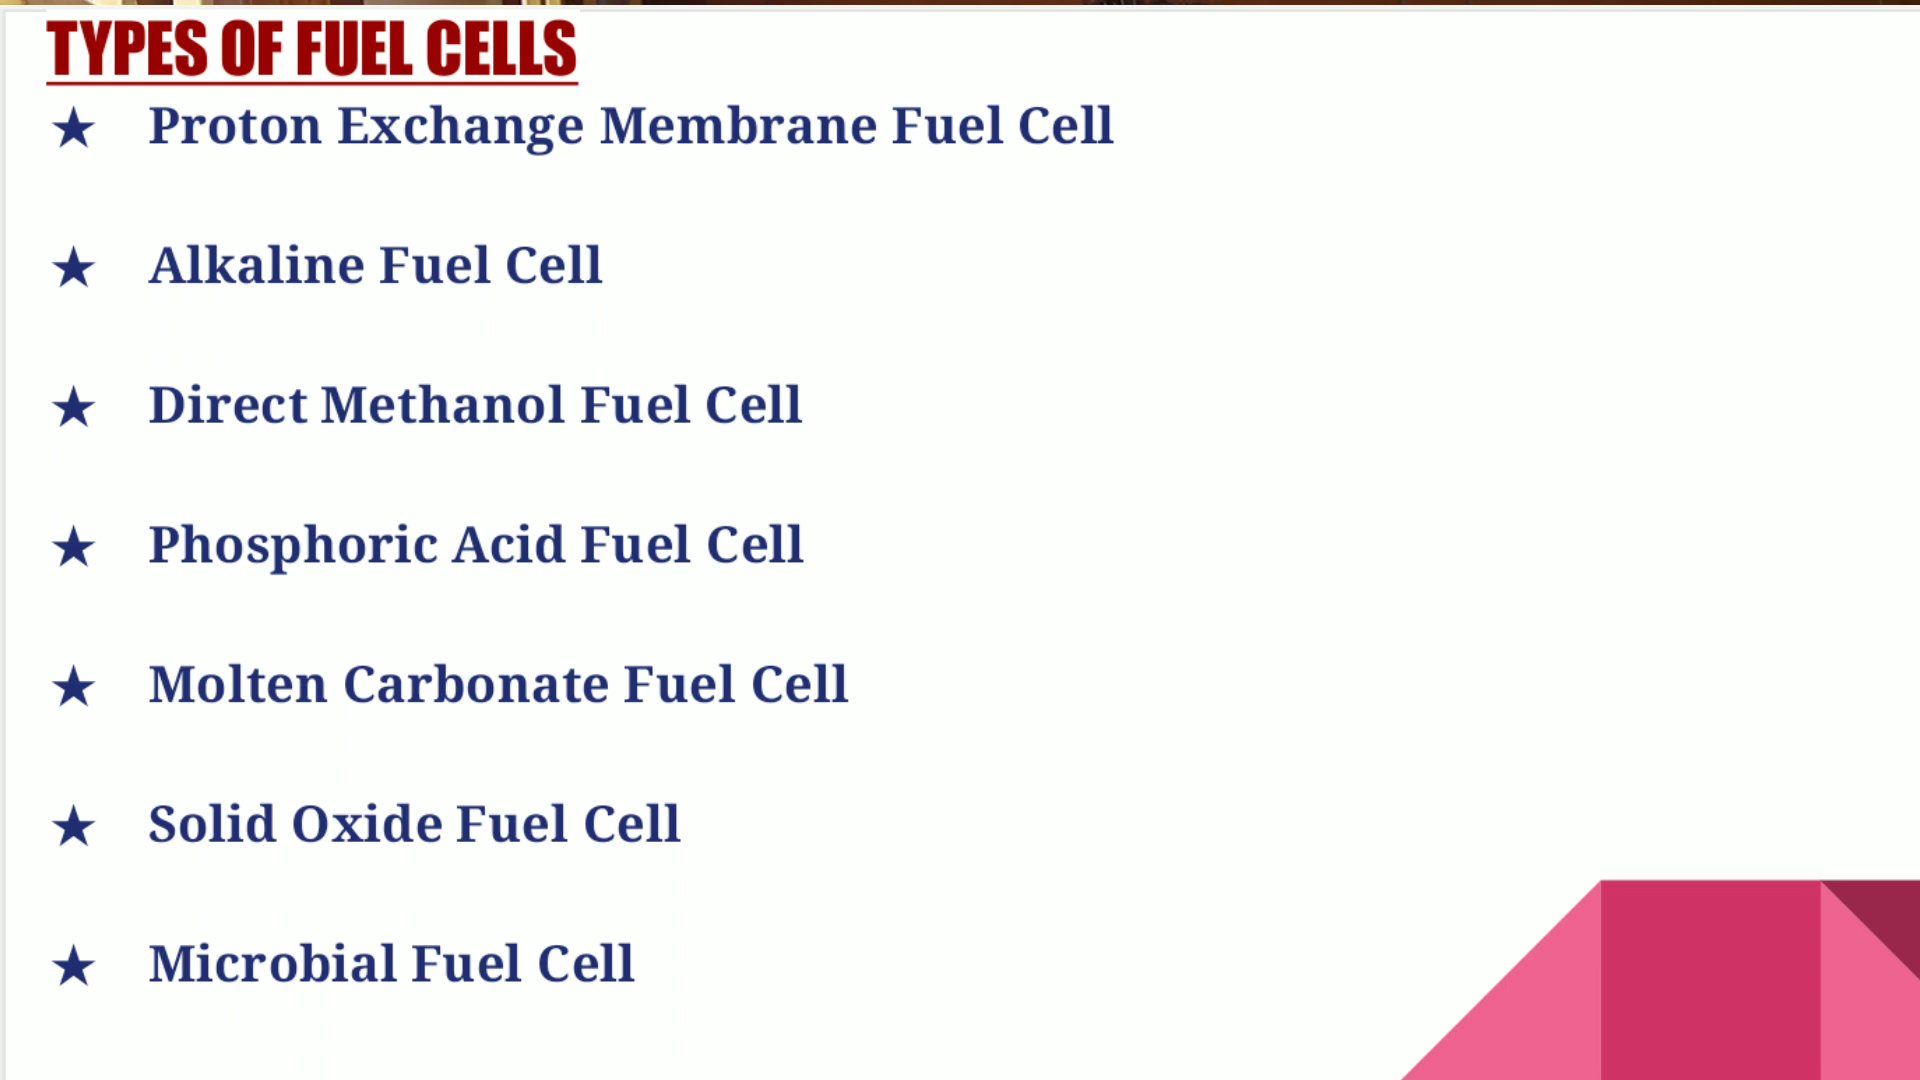 TYPES OF FUEL CELLS
★ Proton Exchange Membrane Fuel Cell
★ Alkaline Fuel Cell
★ Direct Methanol Fuel Cell
★ Phosphoric Acid Fuel Cell
★ Molten Carbonate Fuel Cell
★ Solid Oxide Fuel Cell
★ Microbial Fuel Cell